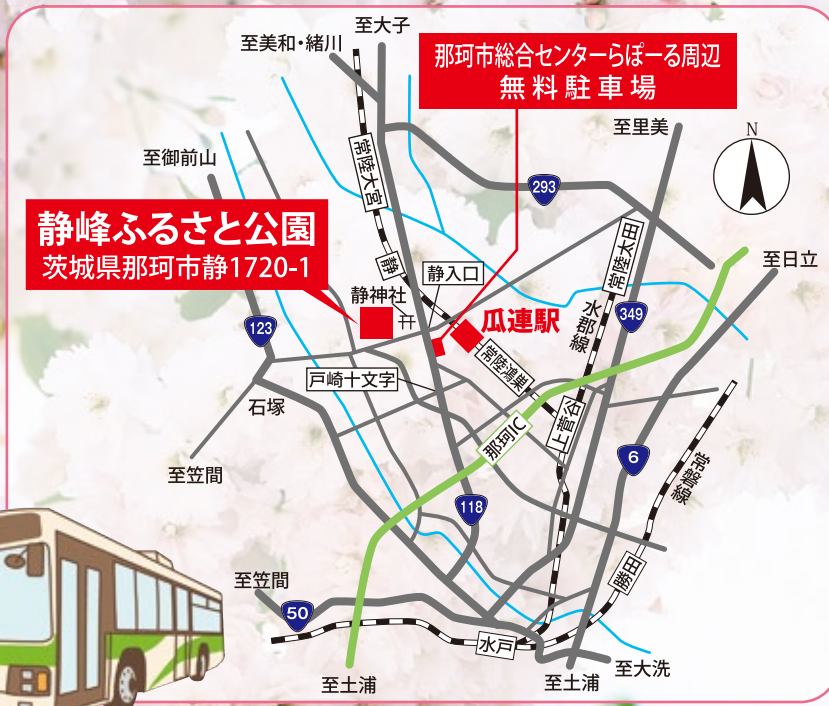 至大子
至美和・緒川
那珂市総合センターらぽーる周辺
無料駐車場
至里美
N
至御前山
常陸大宮
293
静峰ふるさと公園
茨城県那珂市静1720-1
静
静入口
常陸太田
至日立
静神社
123
瓜連駅
水郡線
349
常陸鴻巣
戸崎十文字
石塚
上菅谷
那珂IC
6
常磐線
至笠間
118
勝田
至笠間
50
水戸
至大洗
至土浦
至土浦